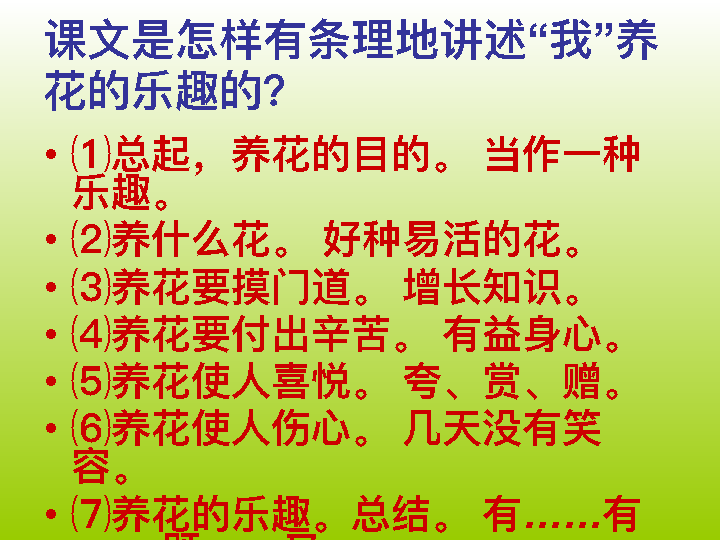 课文是怎样有条理地讲述“我”养
花的乐趣的?
• ⑴总起，养花的目的。 当作一种
乐趣。
• ⑵养什么花。 好种易活的花。
• ⑶养花要摸门道。 增长知识。
• ⑷养花要付出辛苦。 有益身心。
• ⑸养花使人喜悦。 夸、赏、赠。
• ⑹养花使人伤心。 几天没有笑
容。
• ⑺养花的乐趣。总结。 有……有